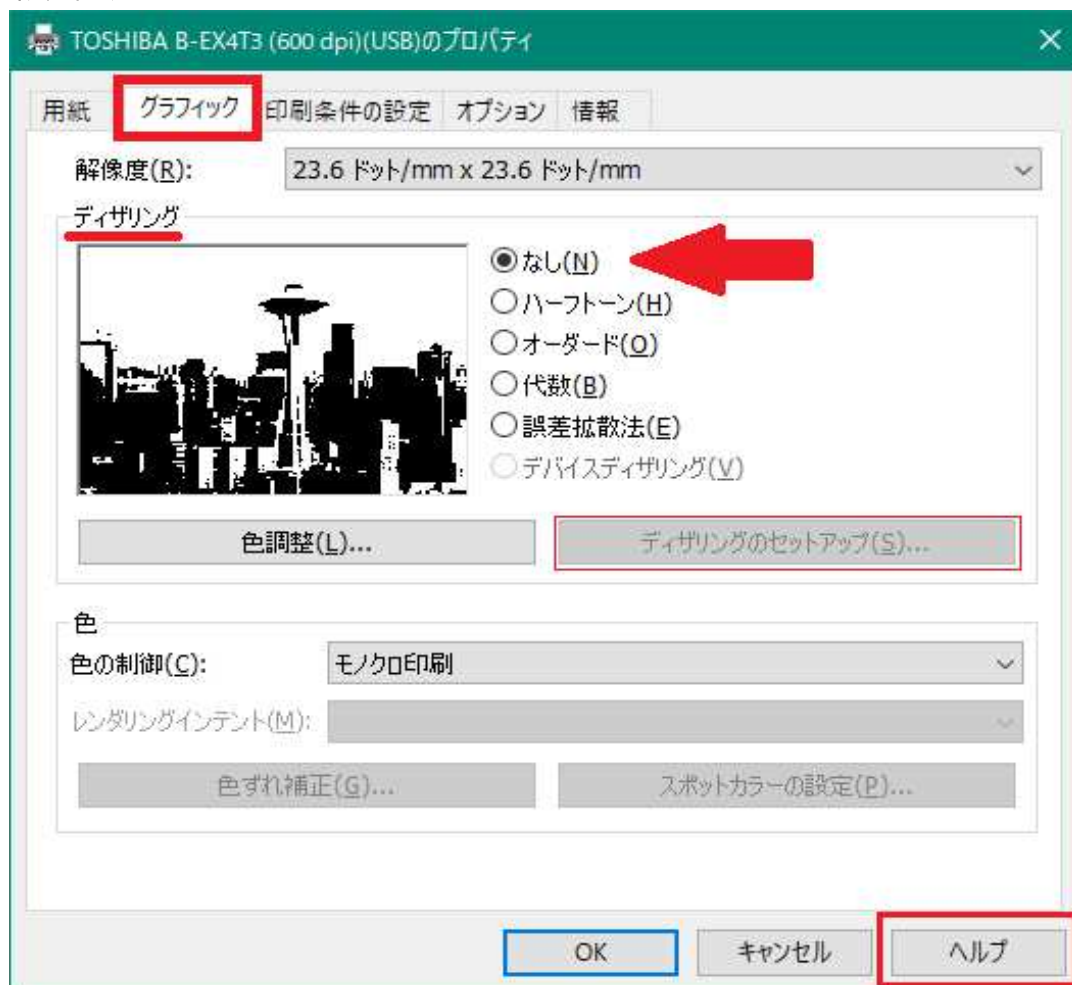 TOSHIBA B-EX4T3 (600 dpi)(USB)のプロパティ
用紙 グラフィック 印刷条件の設定 オプション 情報
解像度(R): 23.6 ドット/mm x 23.6 ドット/mm
ディザリング
なし(N)
ハーフトーン(H)
オーダード(O)
代数(B)
誤差拡散法(E)
デバイスディザリング(V)
色調整(L)... ディザリングのセットアップ(S)...
色
色の制御(C): モノクロ印刷
レンダリングインテント(M):
色ずれ補正(G)... スポットカラーの設定(P)...
OK キャンセル ヘルプ